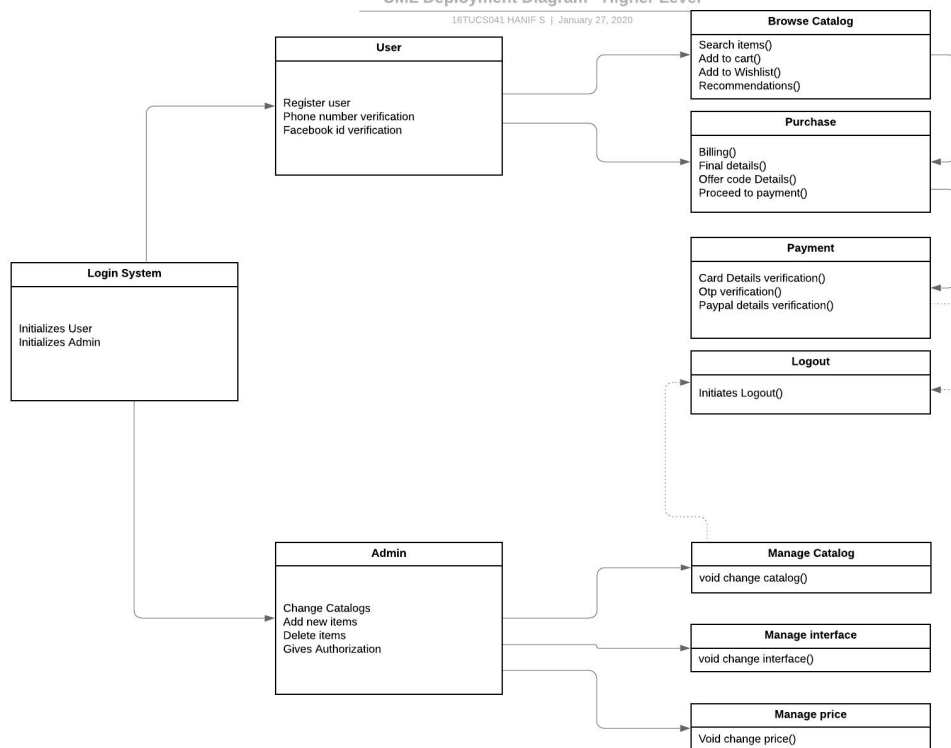 UML Deployment Diagram - Higher Level
16TUCS041 HANIF S | January 27, 2020
User
Register user
Phone number verification
Facebook id verification
Browse Catalog
Search items()
Add to cart()
Add to Wishlist()
Recommendations()
Purchase
Billing()
Final details()
Offer code Details()
Proceed to payment()
Login System
Initializes User
Initializes Admin
Payment
Card Details verification()
Otp verification()
Paypal details verification()
Logout
Initiates Logout()
Admin
Change Catalogs
Add new items
Delete items
Gives Authorization
Manage Catalog
void change catalog()
Manage interface
void change interface()
Manage price
Void change price()